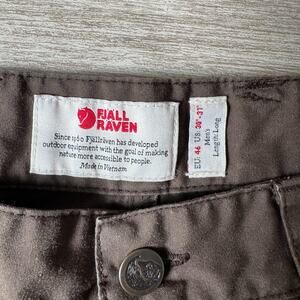 FJÄLL
RÄVEN
Since 1960 Fjällräven has developed
outdoor equipment with the goal of making
nature more accessible to people.
Made in Vietnam
EU: 46 US: 30"-31"
Men's
Length: Long